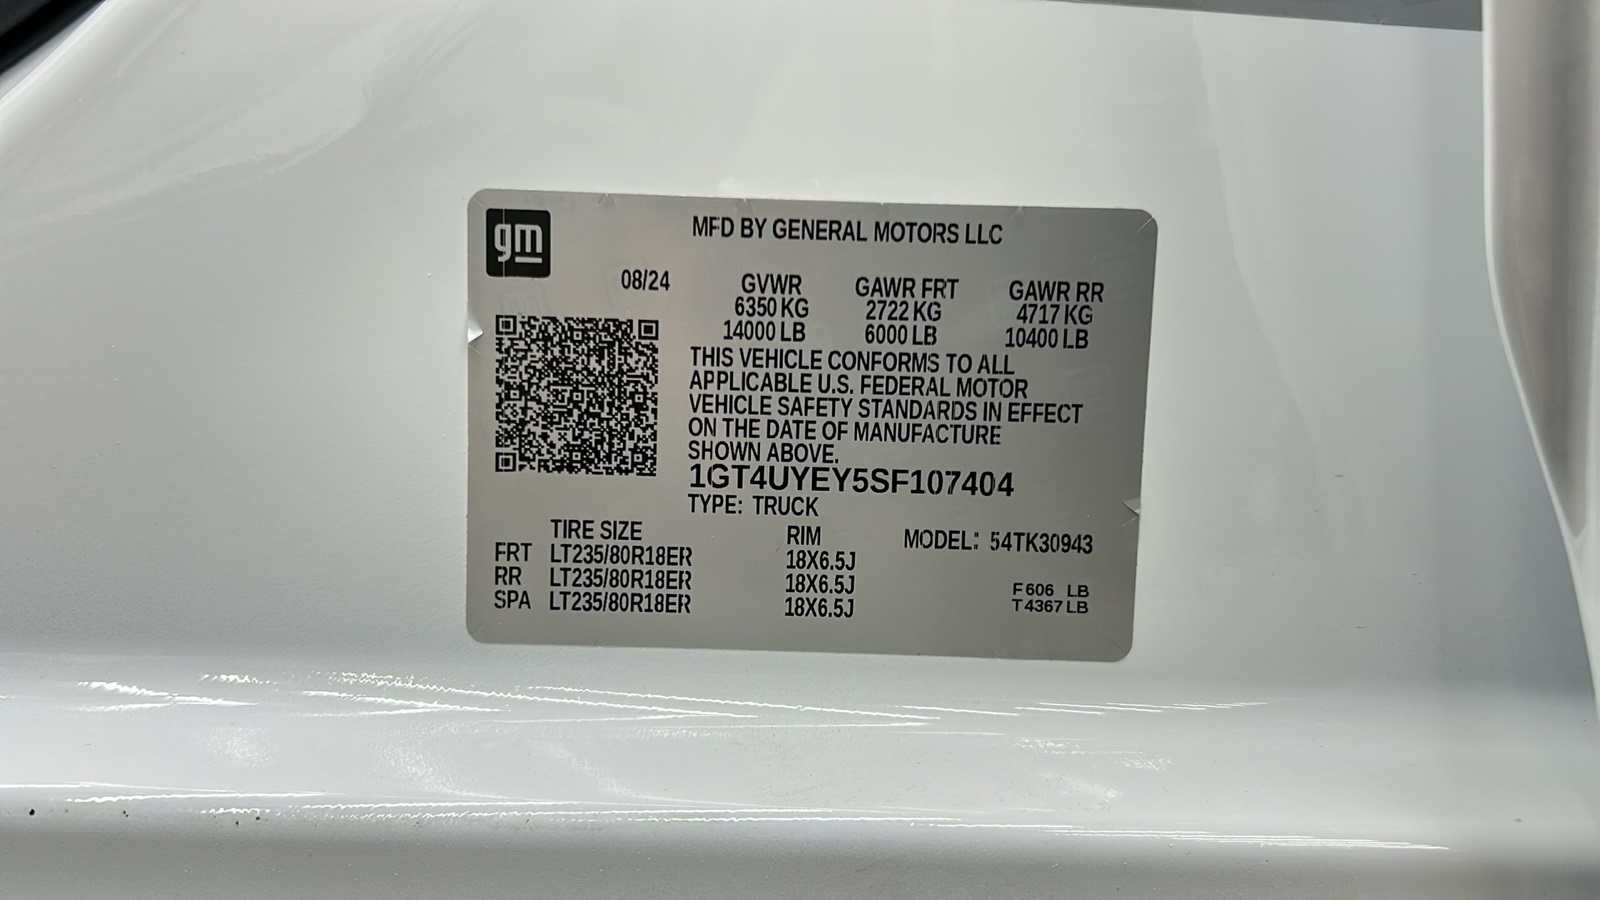 gm
MFD BY GENERAL MOTORS LLC
08/24 GVWR GAWR FRT GAWR RR
6350 KG 2722 KG 4717 KG
14000 LB 6000 LB 10400 LB
THIS VEHICLE CONFORMS TO ALL
APPLICABLE U.S. FEDERAL MOTOR
VEHICLE SAFETY STANDARDS IN EFFECT
ON THE DATE OF MANUFACTURE
SHOWN ABOVE.
1GT4UYEY5SF107404
TYPE: TRUCK
TIRE SIZE RIM MODEL: 54TK30943
FRT LT235/80R18ER 18X6.5J
RR LT235/80R18ER 18X6.5J F 606 LB
SPA LT235/80R18ER 18X6.5J T 4367 LB